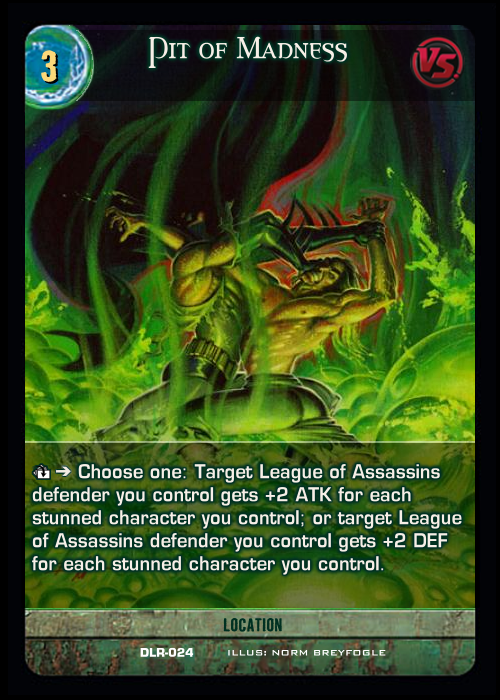 3
Pit of Madness
VS
➔ Choose one: Target League of Assassins
defender you control gets +2 ATK for each
stunned character you control; or target League
of Assassins defender you control gets +2 DEF
for each stunned character you control.
LOCATION
DLR-024 ILLUS: NORM BREYFOGLE